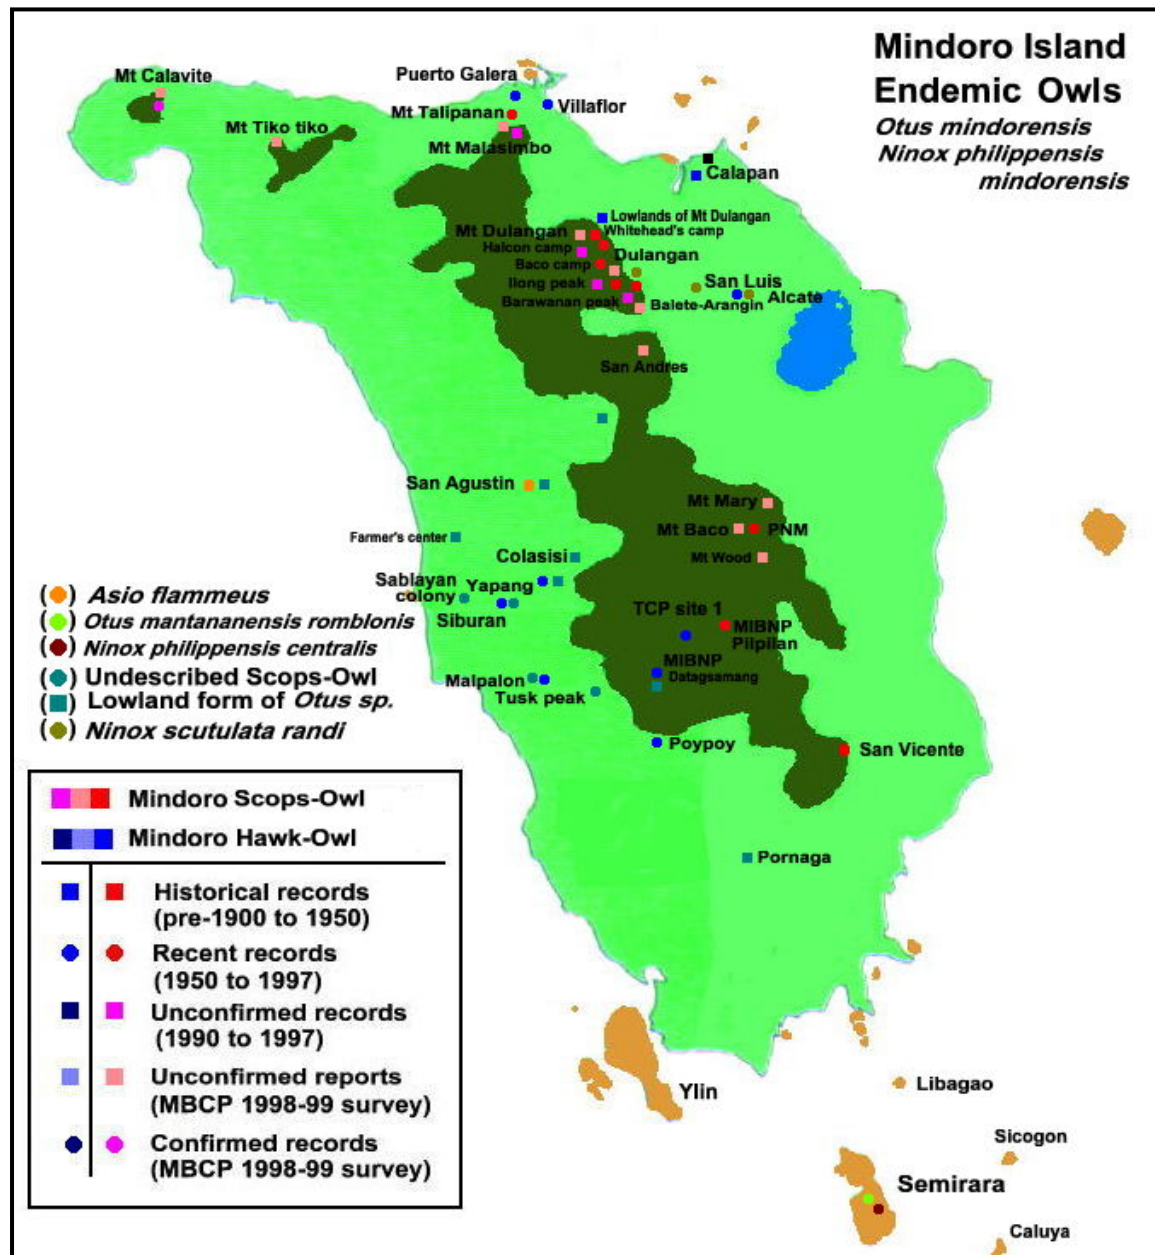 Mindoro Island
Endemic Owls
Otus mindorensis
Ninox philippensis
mindorensis
Mt Calavite
Puerto Galera
Villaflor
Mt Talipanan
Mt Tiko tiko
Mt Malasimbo
Calapan
Lowlands of Mt Dulangan
Mt Dulangan
Whitehead's camp
Halcon camp
Dulangan
Baco camp
Ilong peak
San Luis
Barawanan peak
Balete-Arangin
Alcate
San Andres
San Agustin
Mt Mary
Mt Baco
PNM
Farmer's center
Colasisi
Mt Wood
Sablayan
colony
Yapang
Siburan
TCP site 1
MIBNP
Pilpilan
MIBNP
Datagsamang
Malpalon
Tusk peak
Poypoy
San Vicente
Pornaga
( ) Asio flammeus
( ) Otus mantananensis romblonis
( ) Ninox philippensis centralis
( ) Undescribed Scops-Owl
( ) Lowland form of Otus sp.
( ) Ninox scutulata randi
Mindoro Scops-Owl
Mindoro Hawk-Owl
Historical records
(pre-1900 to 1950)
Recent records
(1950 to 1997)
Unconfirmed records
(1990 to 1997)
Unconfirmed reports
(MBCP 1998-99 survey)
Confirmed records
(MBCP 1998-99 survey)
Ylin
Libagao
Sicogon
Semirara
Caluya